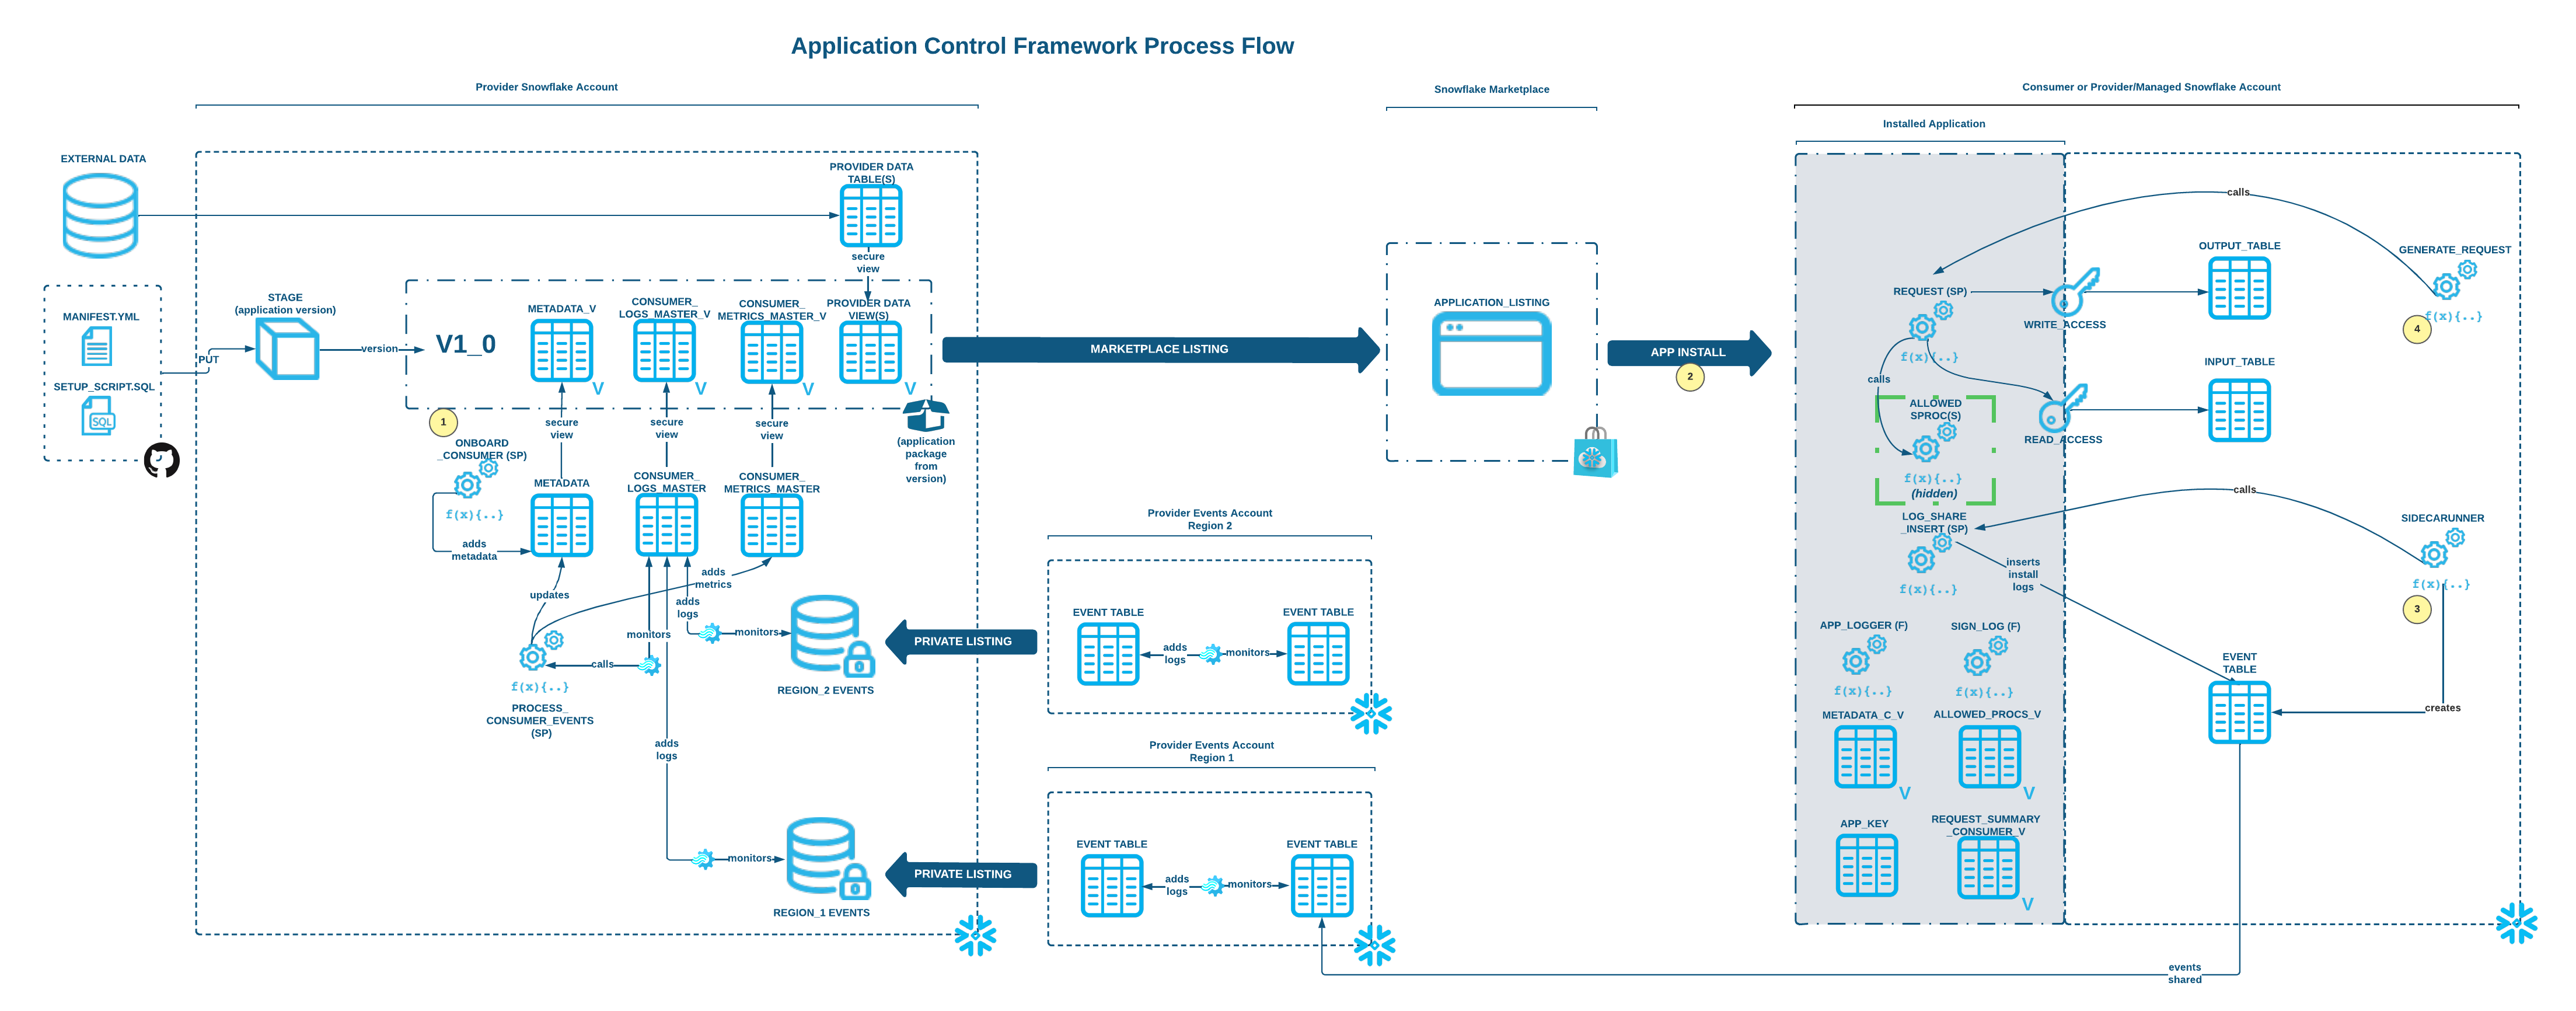 Application Control Framework Process Flow
Provider Snowflake Account
Snowflake Marketplace
Consumer or Provider/Managed Snowflake Account
Installed Application
EXTERNAL DATA
MANIFEST.YML
SETUP_SCRIPT.SQL
SQL
PUT
STAGE
(application version)
version
V1_0
PROVIDER DATA
TABLE(S)
secure
view
METADATA_V
V
CONSUMER_
LOGS_MASTER_V
V
CONSUMER_
METRICS_MASTER_V
V
PROVIDER DATA
VIEW(S)
V
(application
package
from
version)
1
ONBOARD
_CONSUMER (SP)
f(x){..}
adds
metadata
secure
view
secure
view
secure
view
METADATA
CONSUMER_
LOGS_MASTER
CONSUMER_
METRICS_MASTER
updates
adds
metrics
adds
logs
monitors
monitors
calls
f(x){..}
PROCESS_
CONSUMER_EVENTS
(SP)
REGION_2 EVENTS
adds
logs
monitors
REGION_1 EVENTS
MARKETPLACE LISTING
PRIVATE LISTING
PRIVATE LISTING
Provider Events Account
Region 2
EVENT TABLE
adds
logs
monitors
EVENT TABLE
Provider Events Account
Region 1
EVENT TABLE
adds
logs
monitors
EVENT TABLE
APPLICATION_LISTING
APP INSTALL
2
REQUEST (SP)
f(x){..}
calls
ALLOWED
SPROC(S)
f(x){..}
(hidden)
LOG_SHARE
_INSERT (SP)
f(x){..}
inserts
install
logs
APP_LOGGER (F)
f(x){..}
SIGN_LOG (F)
f(x){..}
METADATA_C_V
V
ALLOWED_PROCS_V
V
APP_KEY
REQUEST_SUMMARY
_CONSUMER_V
V
calls
WRITE_ACCESS
READ_ACCESS
OUTPUT_TABLE
INPUT_TABLE
GENERATE_REQUEST
f(x){..}
4
calls
SIDECARUNNER
f(x){..}
3
creates
EVENT
TABLE
events
shared